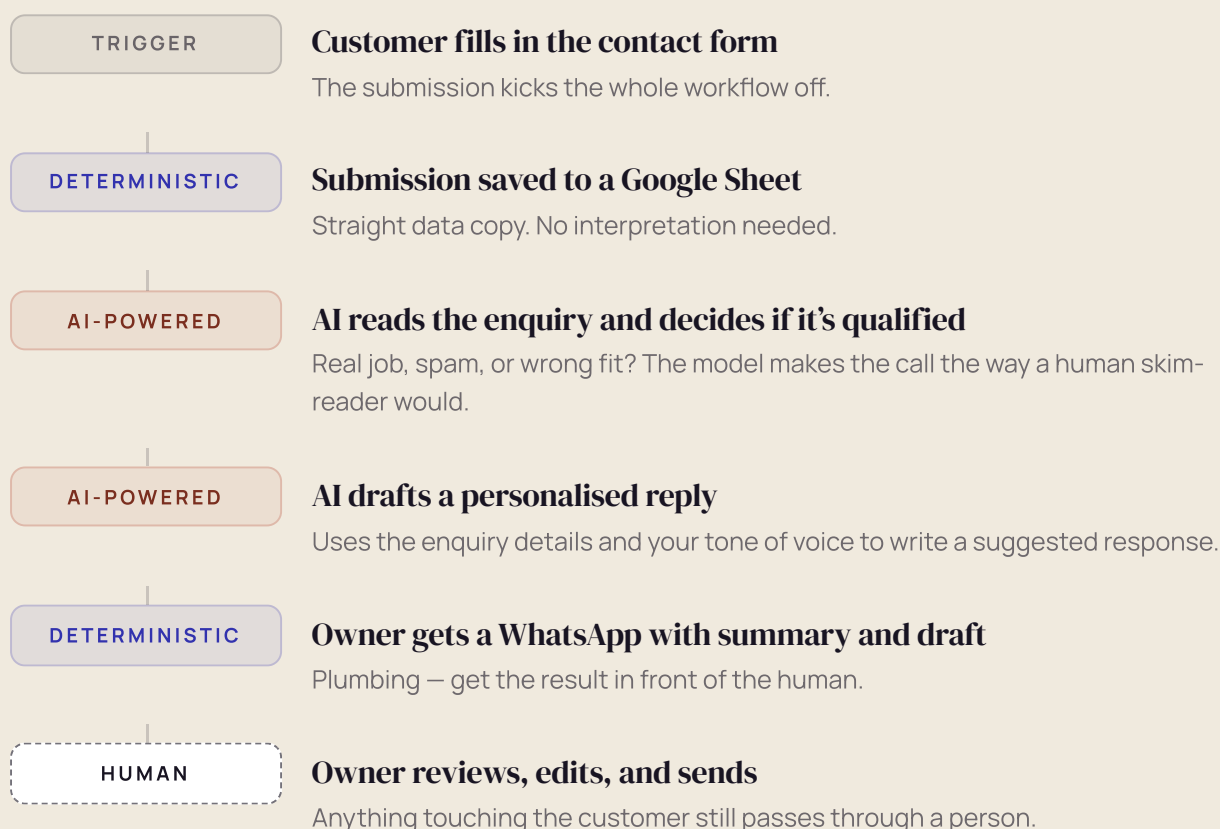 TRIGGER
Customer fills in the contact form
The submission kicks the whole workflow off.
DETERMINISTIC
Submission saved to a Google Sheet
Straight data copy. No interpretation needed.
AI-POWERED
AI reads the enquiry and decides if it’s qualified
Real job, spam, or wrong fit? The model makes the call the way a human skim-
reader would.
AI-POWERED
AI drafts a personalised reply
Uses the enquiry details and your tone of voice to write a suggested response.
DETERMINISTIC
Owner gets a WhatsApp with summary and draft
Plumbing — get the result in front of the human.
HUMAN
Owner reviews, edits, and sends
Anything touching the customer still passes through a person.